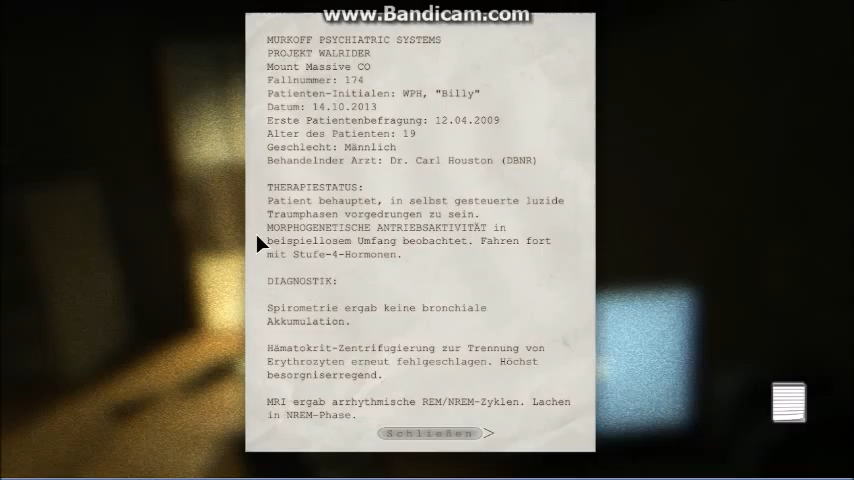 www.Bandicam.com
MURKOFF PSYCHIATRIC SYSTEMS
PROJEKT WALRIDER
Mount Massive CO
Fallnummer: 174
Patienten-Initialen: WPH, "Billy"
Datum: 14.10.2013
Erste Patientenbefragung: 12.04.2009
Alter des Patienten: 19
Geschlecht: Männlich
Behandelnder Arzt: Dr. Carl Houston (DBNR)
THERAPIESTATUS:
Patient behauptet, in selbst gesteuerte luzide
Traumphasen vorgedrungen zu sein.
MORPHOGENETISCHE ANTRIEBSAKTIVITÄT in
beispiellosem Umfang beobachtet. Fahren fort
mit Stufe-4-Hormonen.
DIAGNOSTIK:
Spirometrie ergab keine bronchiale
Akkumulation.
Hämatokrit-Zentrifugierung zur Trennung von
Erythrozyten erneut fehlgeschlagen. Höchst
besorgniserregend.
MRI ergab arrhythmische REM/NREM-Zyklen. Lachen
in NREM-Phase.
Schließen